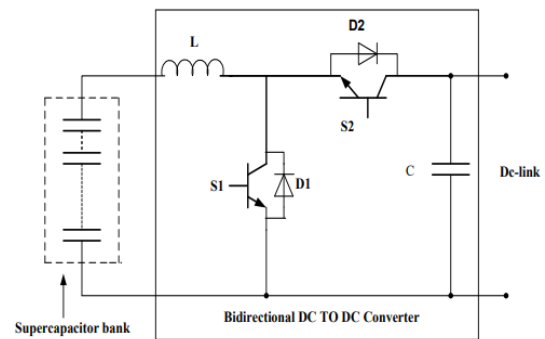 D2
L
S2
S1
D1
C
Dc-link
Bidirectional DC TO DC Converter
Supercapacitor bank